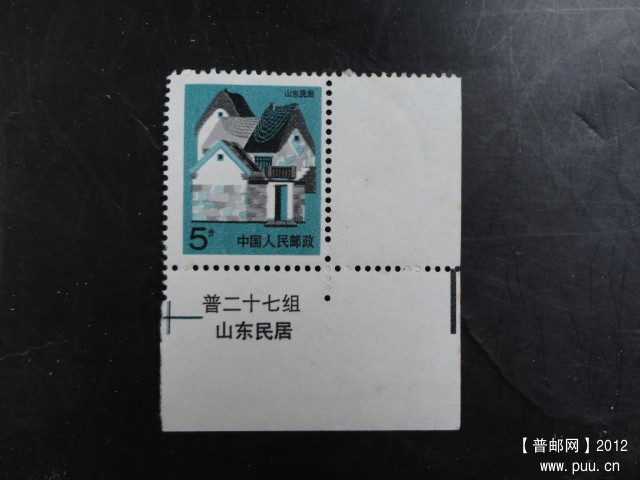 山东民居
5分
中国人民邮政
普二十七组
山东民居
【普邮网】2012
www.puu.cn